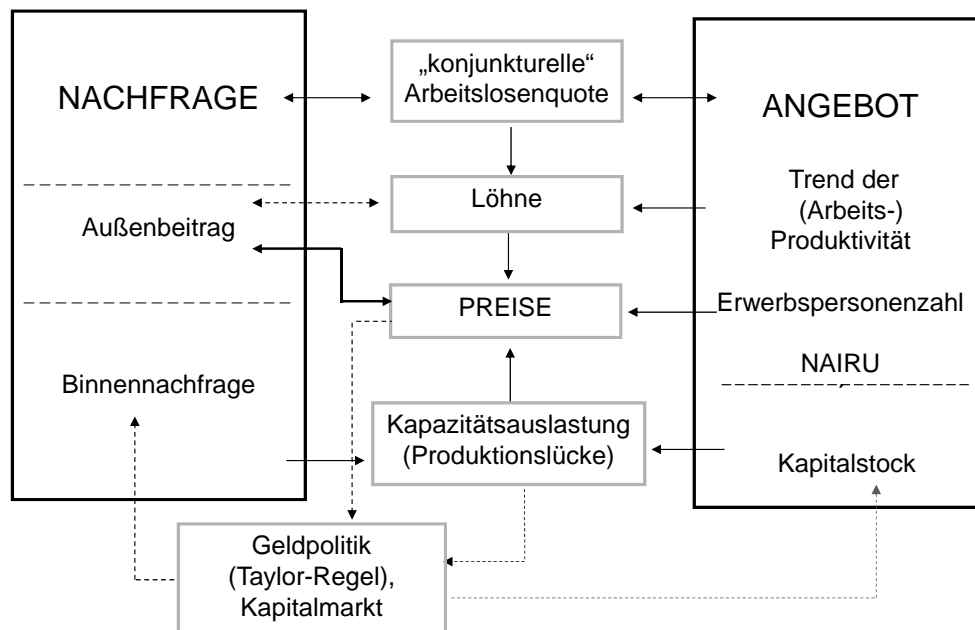 NACHFRAGE
Außenbeitrag
Binnennachfrage
„konjunkturelle“
Arbeitslosenquote
Löhne
PREISE
Kapazitätsauslastung
(Produktionslücke)
Geldpolitik
(Taylor-Regel),
Kapitalmarkt
ANGEBOT
Trend der
(Arbeits-)
Produktivität
Erwerbspersonenzahl
NAIRU
Kapitalstock